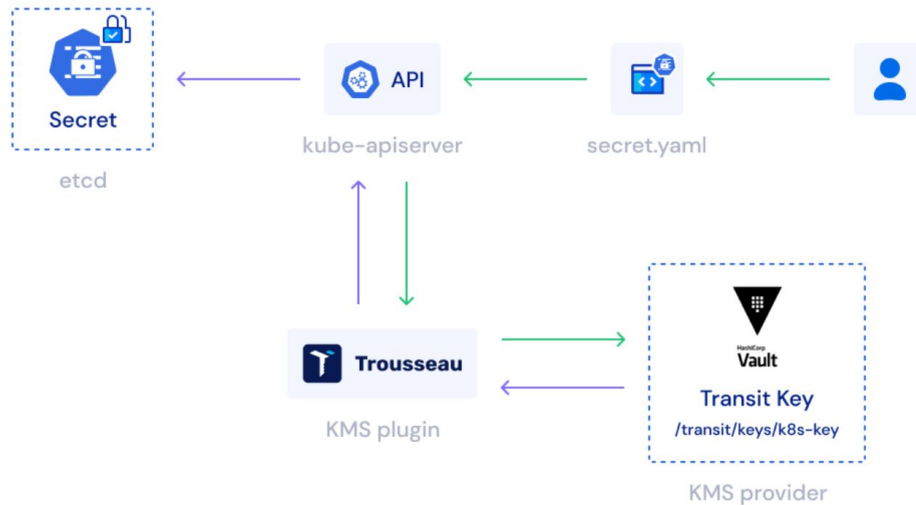 Secret
etcd
API
kube-apiserver
secret.yaml
Trousseau
KMS plugin
HashiCorp
Vault
Transit Key
/transit/keys/k8s-key
KMS provider